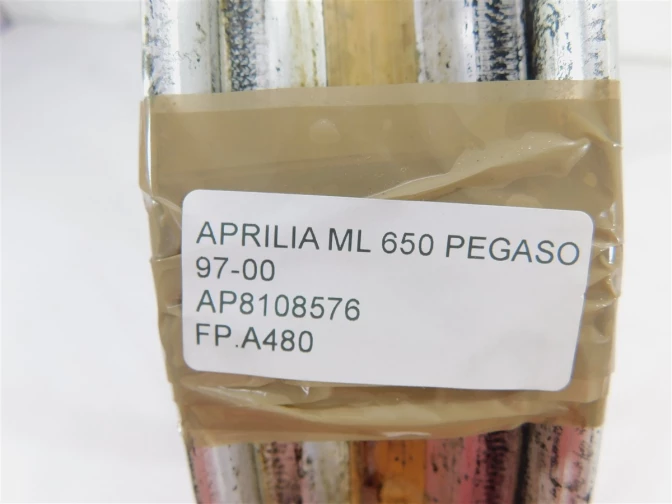 APRILIA ML 650 PEGASO
97-00
AP8108576
FP.A480